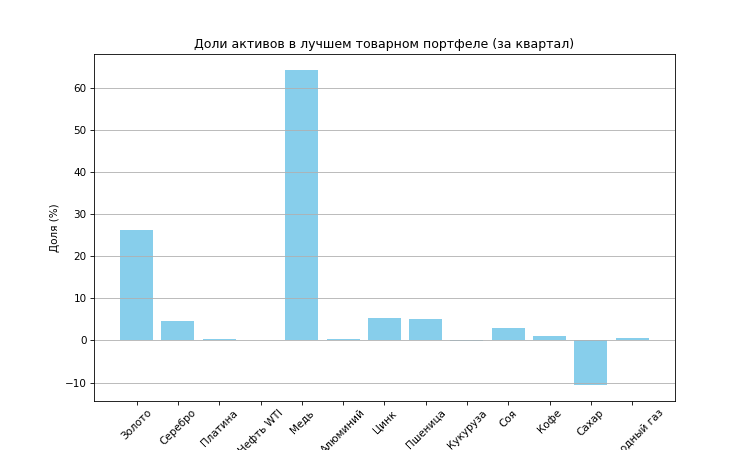 Доли активов в лучшем товарном портфеле (за квартал)
Доля (%)
60
50
40
30
20
10
0
−10
Золото
Серебро
Платина
Нефть WTI
Медь
Алюминий
Цинк
Пшеница
Кукуруза
Соя
Кофе
Сахар
газ